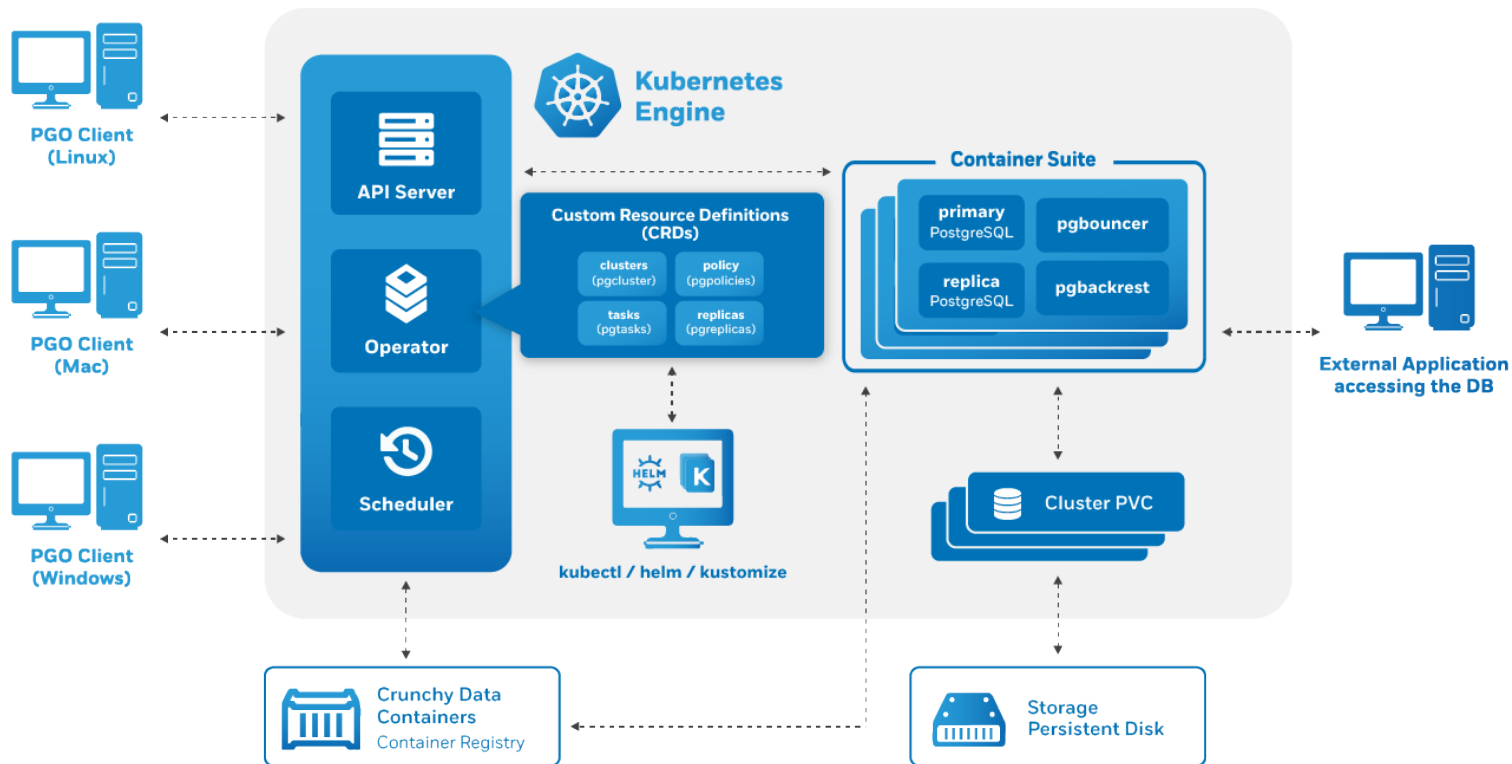 PGO Client
(Linux)
PGO Client
(Mac)
PGO Client
(Windows)
API Server
Operator
Scheduler
Kubernetes
Engine
Custom Resource Definitions
(CRDs)
clusters
(pgcluster)
policy
(pgpolicies)
tasks
(pgtasks)
replicas
(pgreplicas)
HELM
K
kubectl / helm / kustomize
Container Suite
primary
PostgreSQL
pgbouncer
replica
PostgreSQL
pgbackrest
Cluster PVC
External Application
accessing the DB
Crunchy Data
Containers
Container Registry
Storage
Persistent Disk